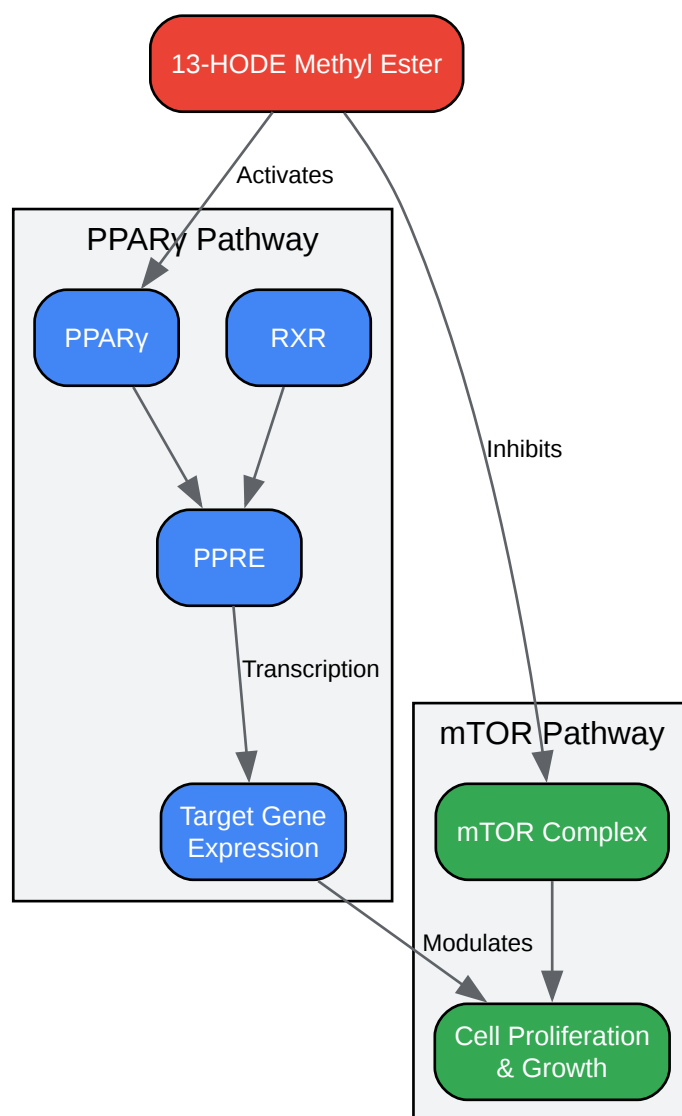 13-HODE Methyl Ester
Activates
PPARγ Pathway
PPARγ
RXR
Inhibits
PPRE
Transcription
mTOR Pathway
Target Gene
Expression
mTOR Complex
Modulates
Cell Proliferation
& Growth